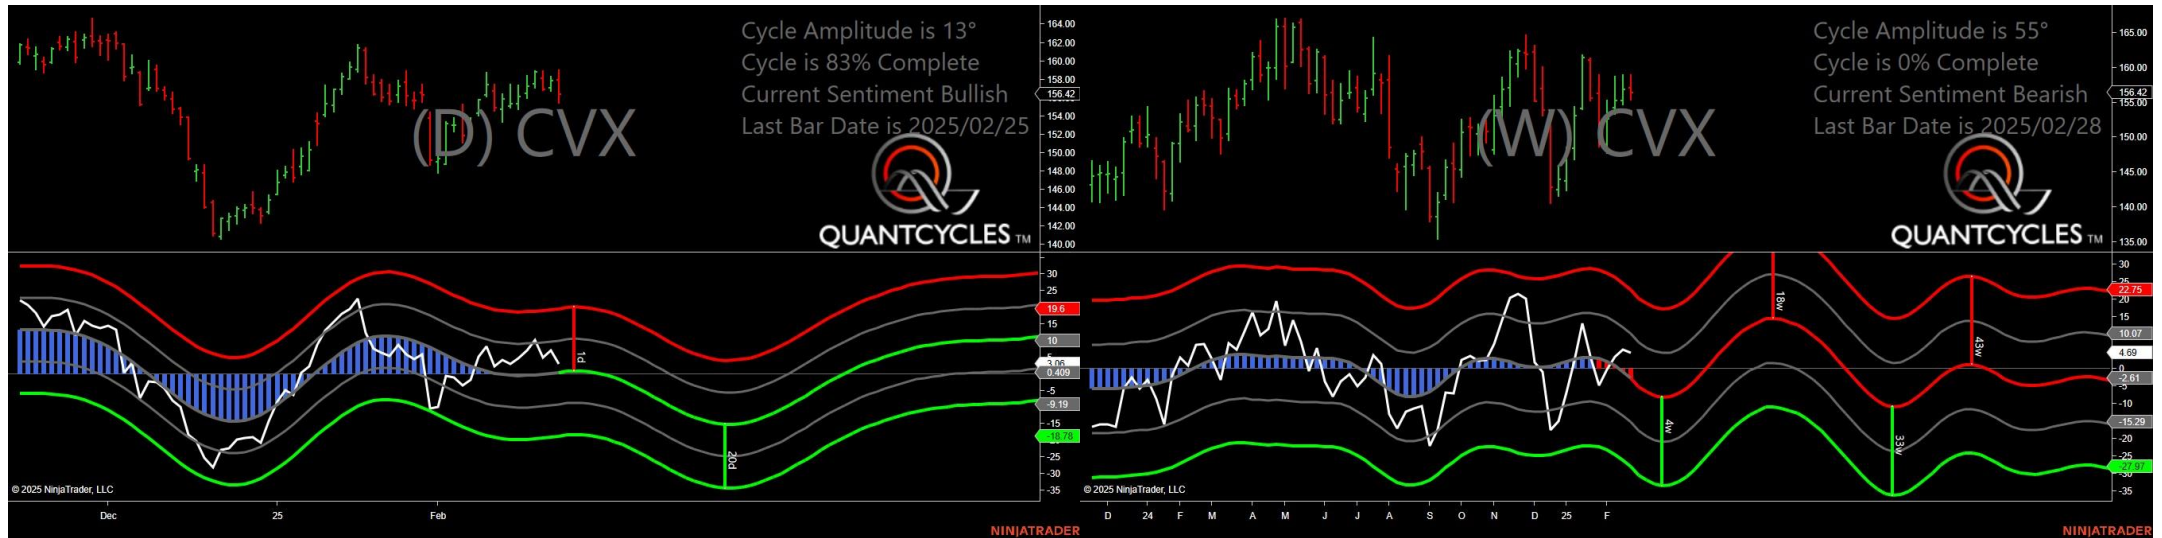 Cycle Amplitude is 13°
Cycle is 83% Complete
Current Sentiment Bullish
Last Bar Date is 2025/02/25
(D) CVX
QUANTCYCLES TM
164.00
162.00
160.00
158.00
156.42
154.00
152.00
150.00
148.00
146.00
144.00
142.00
140.00
30
25
19.6
15
10
3.06
0.409
-5
-9.19
-15
-18.78
-25
-30
-35
1d
20d
© 2025 NinjaTrader, LLC
Dec 25 Feb
NINJATRADER
Cycle Amplitude is 55°
Cycle is 0% Complete
Current Sentiment Bearish
Last Bar Date is 2025/02/28
(W) CVX
QUANTCYCLES TM
165.00
160.00
156.42
155.00
150.00
145.00
140.00
135.00
30
25
22.75
20
15
10.07
4.69
0
-2.61
-5
-10
-15.29
-20
-25
-27.97
-30
-35
18w
43w
4w
33w
© 2025 NinjaTrader, LLC
D 24 F M A M J J A S O N D 25 F
NINJATRADER